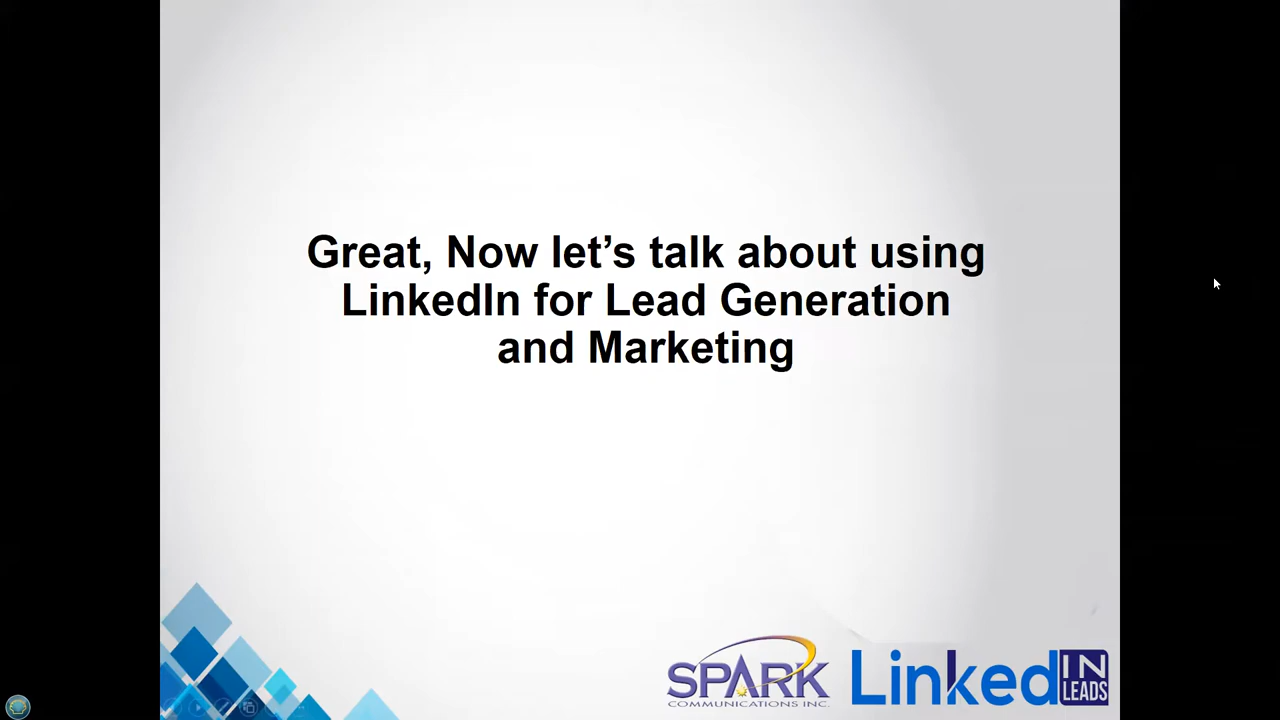 Great, Now let’s talk about using
LinkedIn for Lead Generation
and Marketing
SPARK
COMMUNICATIONS INC.
Linked IN
LEADS